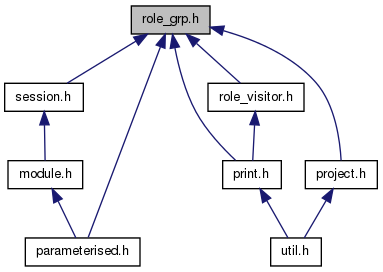 role_grp.h
session.h
role_visitor.h
module.h
print.h
project.h
parameterised.h
util.h